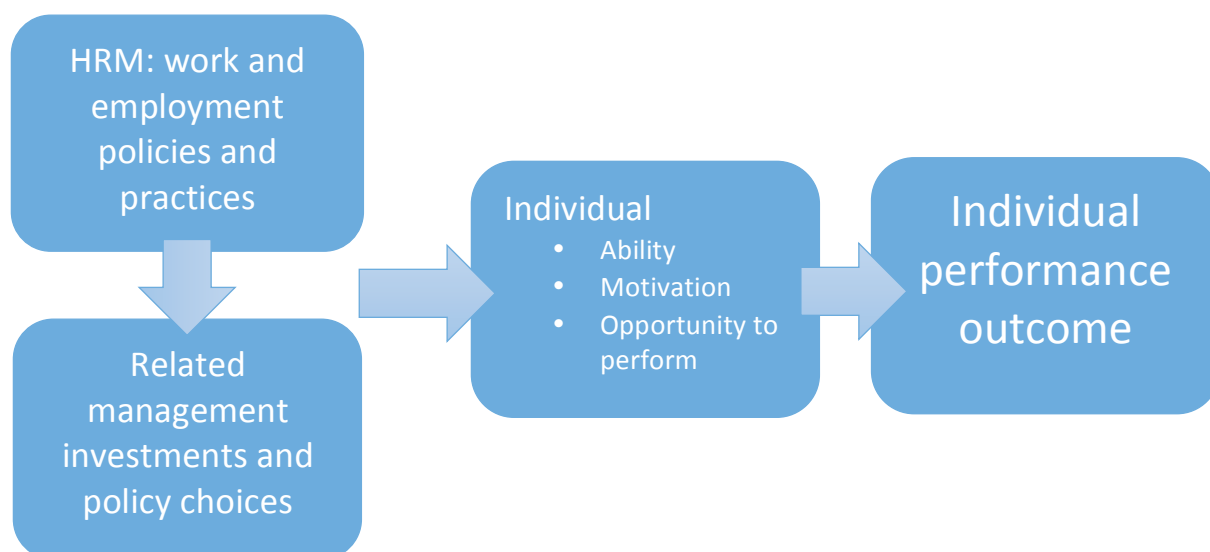 HRM: work and
employment
policies and
practices
Related
management
investments and
policy choices
Individual
• Ability
• Motivation
• Opportunity to
perform
Individual
performance
outcome